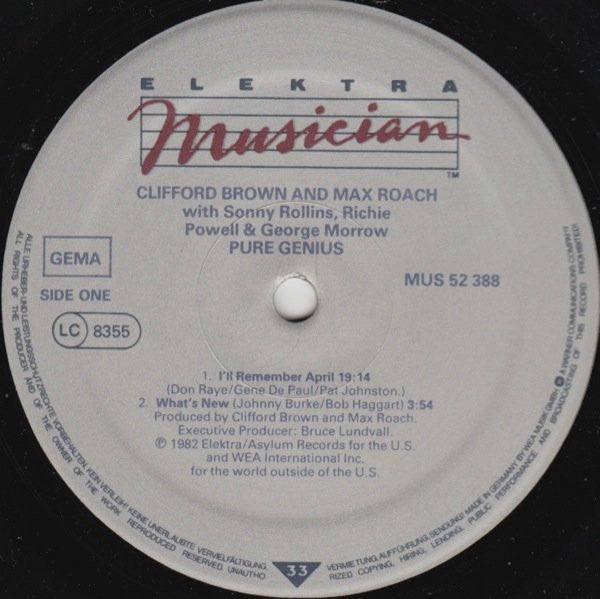 ELEKTRA
Musician
TM
CLIFFORD BROWN AND MAX ROACH
with Sonny Rollins, Richie
Powell & George Morrow
PURE GENIUS
GEMA
MUS 52 388
SIDE ONE
LC 8355
1. I'll Remember April 19:14
(Don Raye/Gene De Paul/Pat Johnston.)
2. What's New (Johnny Burke/Bob Haggart) 3:54
Produced by Clifford Brown and Max Roach.
Executive Producer: Bruce Lundvall.
℗ 1982 Elektra/Asylum Records for the U.S.
and WEA International Inc.
for the world outside of the U.S.
33
ALLE URHEBER- UND LEISTUNGSSCHUTZRECHTE VORBEHALTEN. KEIN VERLEIH! KEINE UNERLAUBTE VERVIELFÄLTIGUNG,
VERMIETUNG, AUFFÜHRUNG, SENDUNG! MADE IN GERMANY BY WEA MUSIK GMBH, A WARNER COMMUNICATIONS COMPANY
ALL RIGHTS OF THE PRODUCER AND OF THE OWNER OF THE WORK REPRODUCED RESERVED UNAUTHO
RIZED COPYING, HIRING, LENDING, PUBLIC PERFORMANCE AND BROADCASTING OF THIS RECORD PROHIBITED!